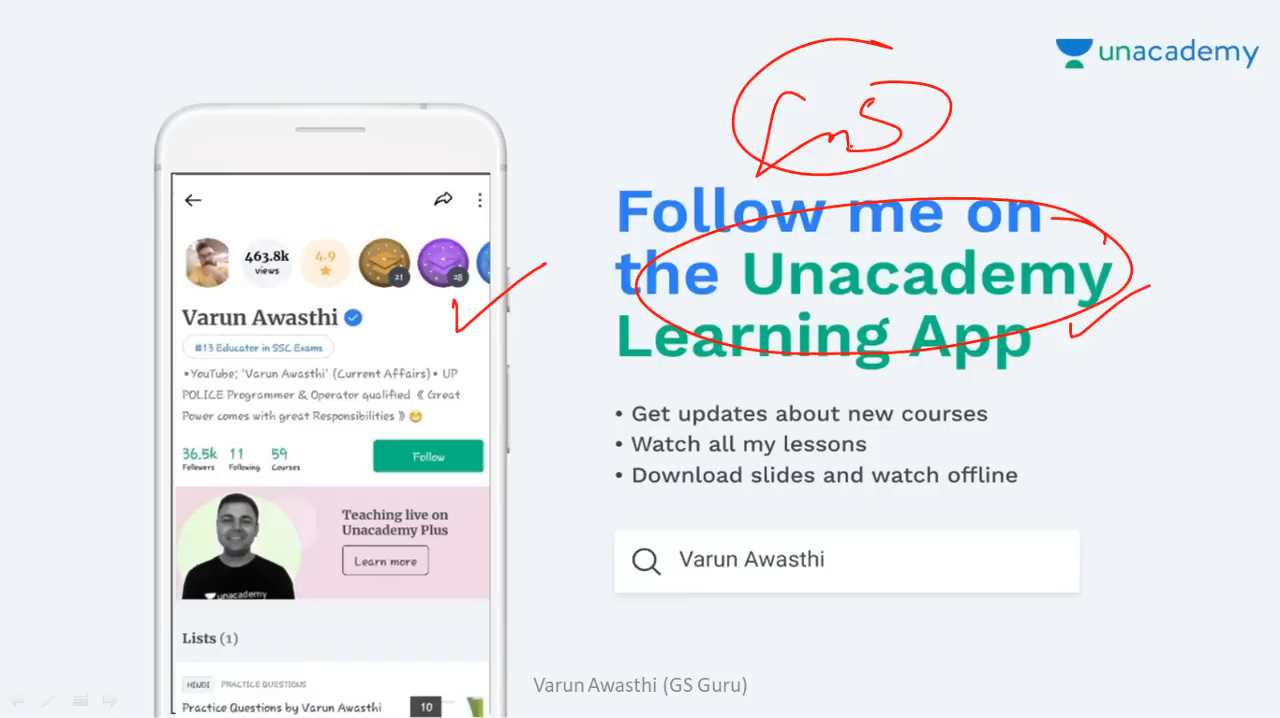 unacademy
463.8k
views
4.9
21
28
Varun Awasthi
#13 Educator in SSC Exams
•YouTube: 'Varun Awasthi' (Current Affairs)• UP
POLICE Programmer & Operator qualified 《 Great
Power comes with great Responsibilities 》😁
36.5k 11 59
Followers Following Courses
Follow
Teaching live on
Unacademy Plus
Learn more
unacademy
Lists (1)
HINDI PRACTICE QUESTIONS
Practice Questions by Varun Awasthi
10
Follow me on
the Unacademy
Learning App
• Get updates about new courses
• Watch all my lessons
• Download slides and watch offline
Varun Awasthi
Varun Awasthi (GS Guru)